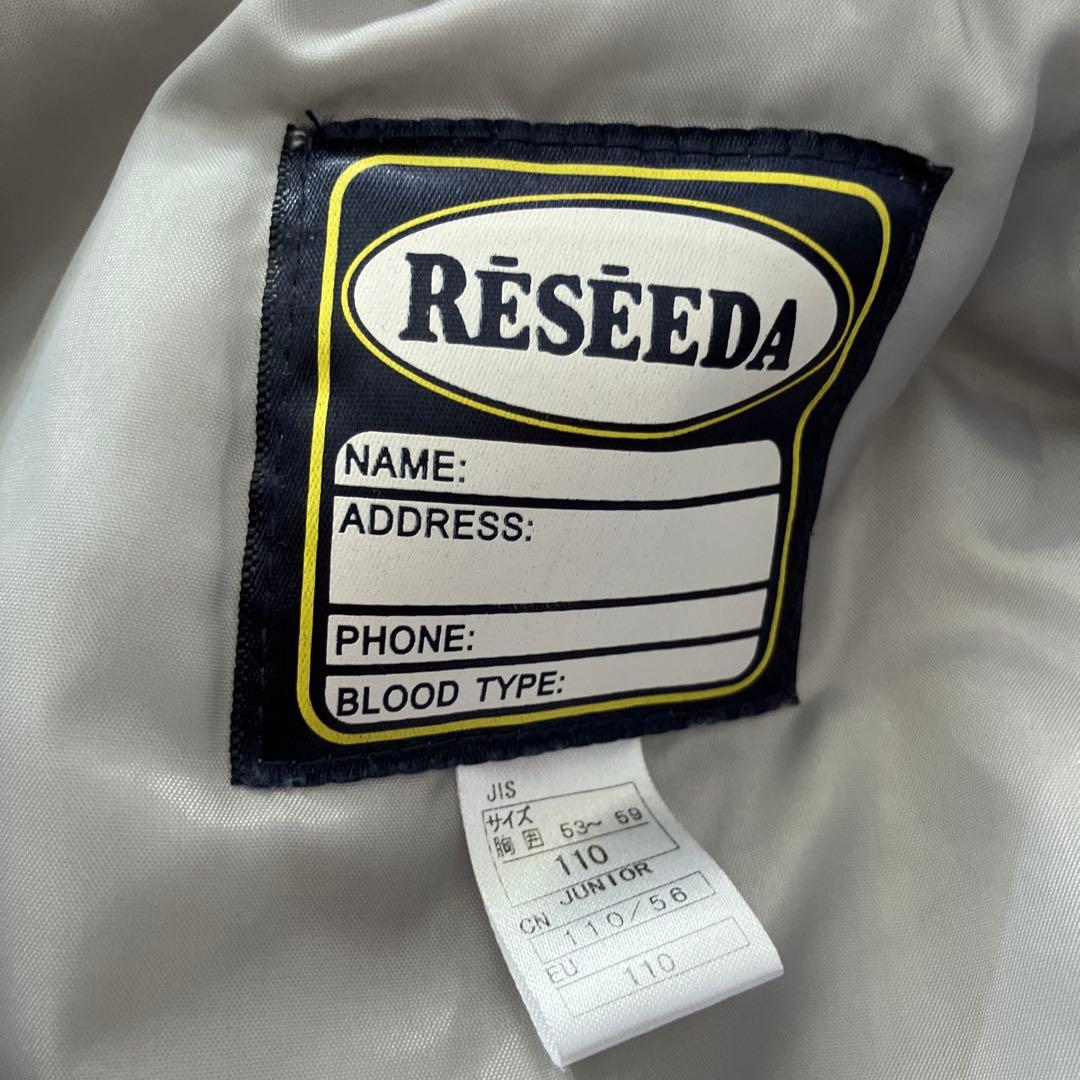 RĒSĒEDA
NAME:
ADDRESS:
PHONE:
BLOOD TYPE:
JIS
サイズ
胸囲 53~59
110
JUNIOR
CN 110/56
EU 110